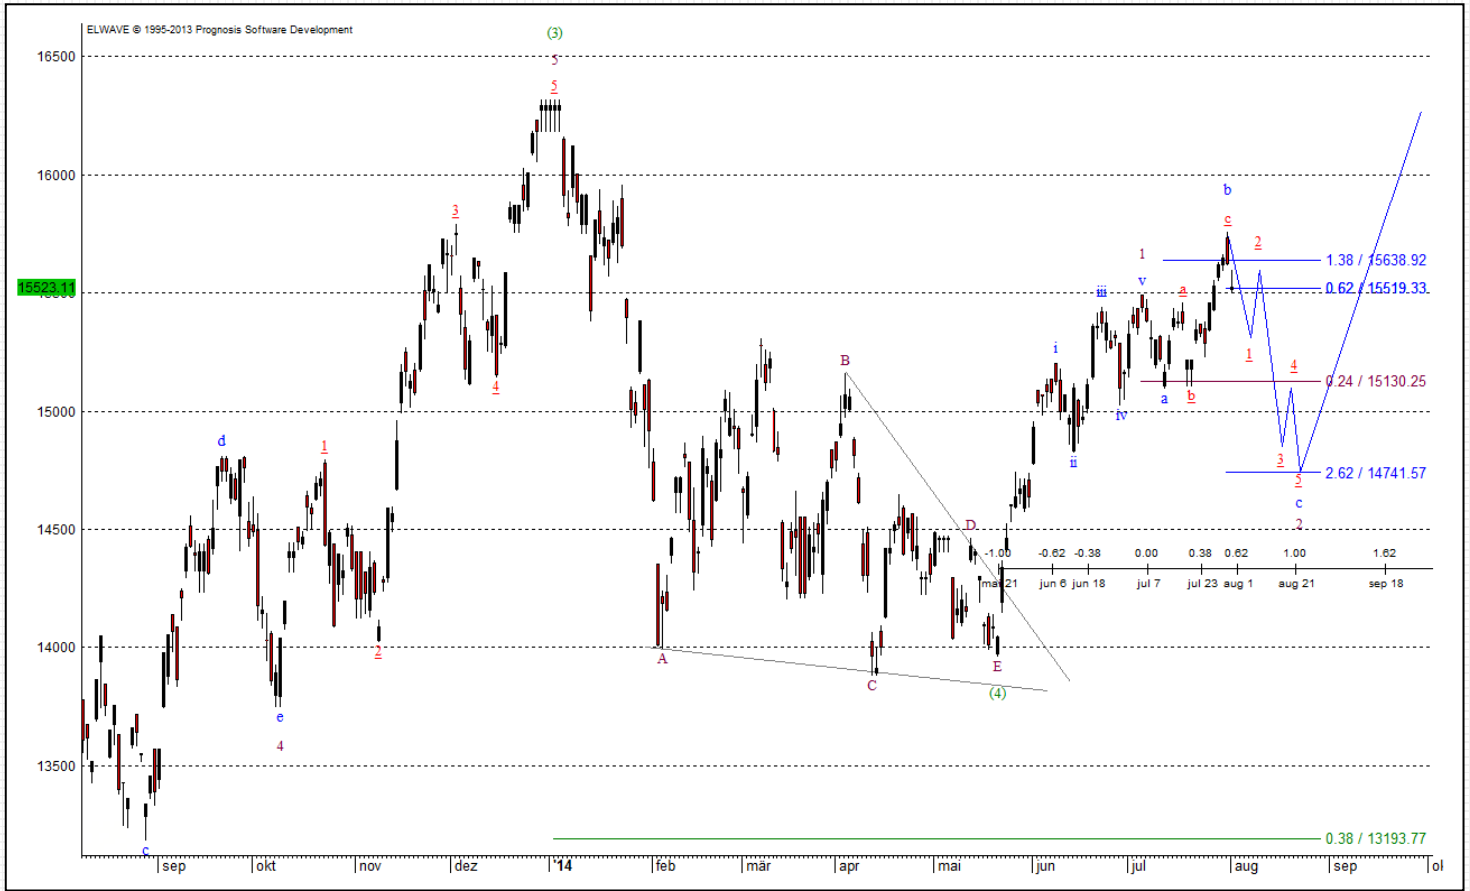 ELWAVE © 1995-2013 Prognosis Software Development
(3)
5
5
16500
16000
b
c
3
2
1
1.38 / 15638.92
v
iii
a
15523.11
0.62 / 15519.33
i
1
4
B
4
0.24 / 15130.25
b
a
iv
15000
d
1
ii
3
2.62 / 14741.57
5
c
2
14500
D
-1.00 -0.62 -0.38 0.00 0.38 0.62 1.00 1.62
mai 21 jun 6 jun 18 jul 7 jul 23 aug 1 aug 21 sep 18
14000
2
A
E
C
(4)
e
4
13500
0.38 / 13193.77
c
sep okt nov dez '14 feb mär apr mai jun jul aug sep